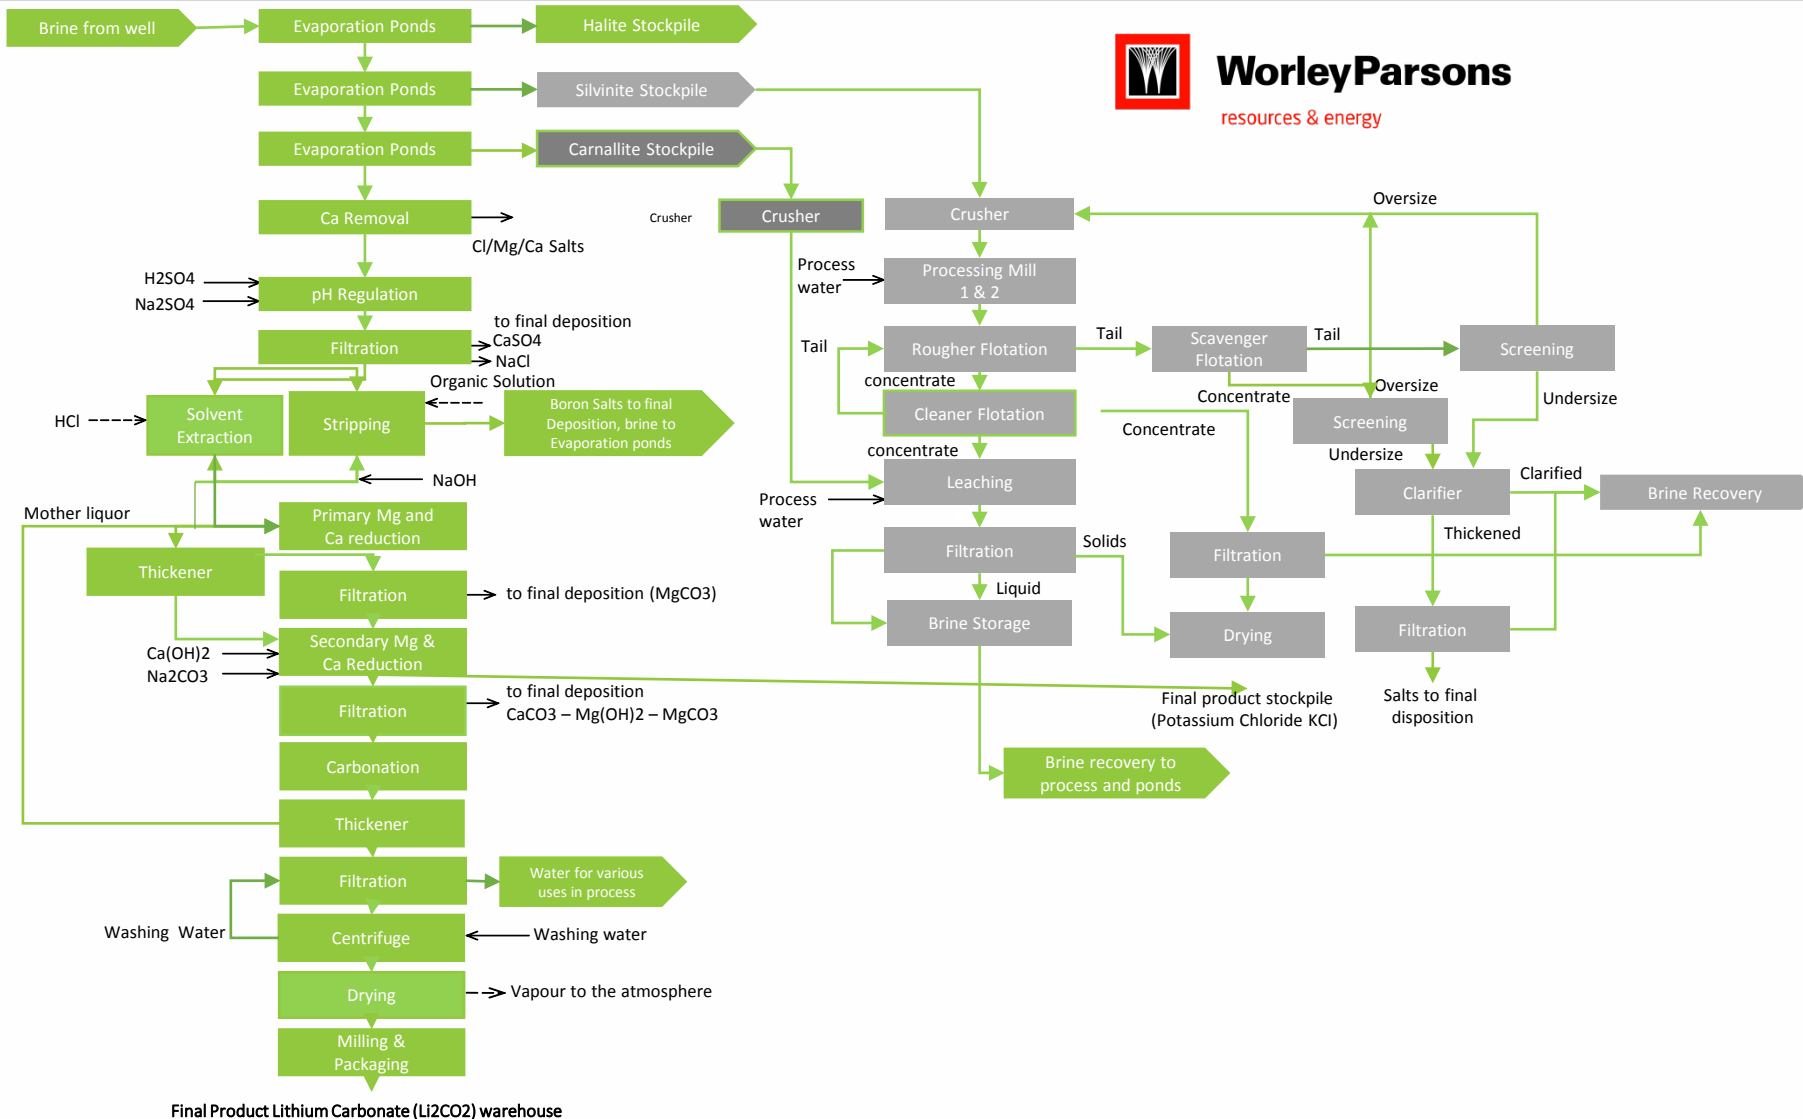 Brine from well
Evaporation Ponds
Halite Stockpile
Evaporation Ponds
Silvinite Stockpile
Evaporation Ponds
Carnallite Stockpile
WorleyParsons
resources & energy
Ca Removal
Cl/Mg/Ca Salts
H2SO4
Na2SO4
pH Regulation
to final deposition
CaSO4
NaCl
Filtration
Organic Solution
HCl
Solvent
Extraction
Stripping
Boron Salts to final
Deposition, brine to
Evaporation ponds
NaOH
Mother liquor
Primary Mg and
Ca reduction
Thickener
Filtration
to final deposition (MgCO3)
Secondary Mg &
Ca Reduction
Ca(OH)2
Na2CO3
Filtration
to final deposition
CaCO3 – Mg(OH)2 – MgCO3
Carbonation
Thickener
Filtration
Water for various
uses in process
Washing Water
Centrifuge
Washing water
Drying
Vapour to the atmosphere
Milling &
Packaging
Final Product Lithium Carbonate (Li2CO2) warehouse
Crusher
Crusher
Crusher
Oversize
Process
water
Processing Mill
1 & 2
Tail
Rougher Flotation
Tail
Scavenger
Flotation
Tail
Screening
concentrate
Cleaner Flotation
Concentrate
Oversize
Screening
Undersize
Concentrate
Undersize
concentrate
Leaching
Process
water
Clarifier
Clarified
Brine Recovery
Thickened
Filtration
Solids
Filtration
Liquid
Brine Storage
Drying
Filtration
Final product stockpile
(Potassium Chloride KCl)
Salts to final
disposition
Brine recovery to
process and ponds